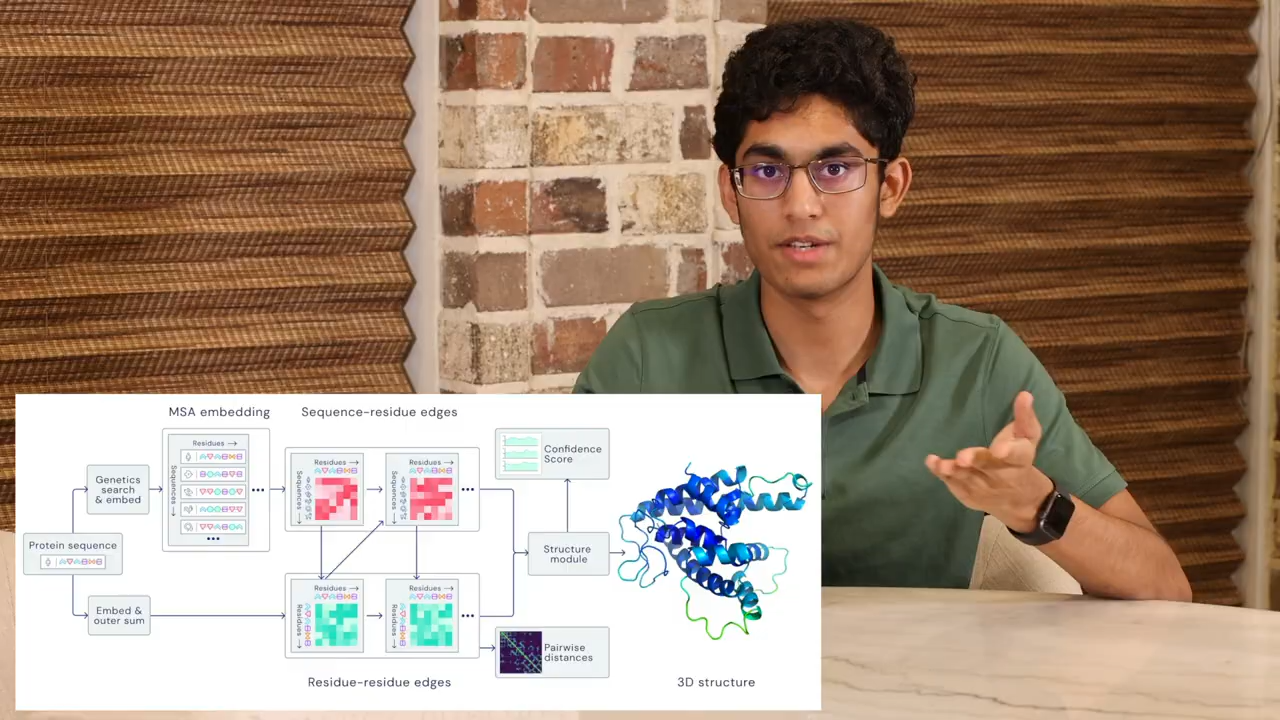 MSA embedding
Sequence-residue edges
Residues →
Sequences →
Genetics
search
& embed
Protein sequence
Embed &
outer sum
Residues →
Sequences →
Residues →
Sequences →
Residues →
Residues →
Residues →
Residues →
Confidence
Score
Structure
module
Pairwise
distances
Residue-residue edges
3D structure